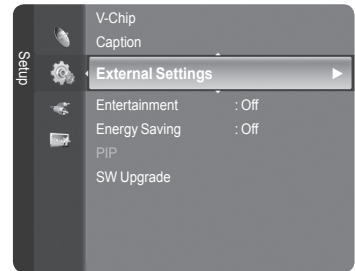 Setup
V-Chip
Caption
External Settings
Entertainment : Off
Energy Saving : Off
PIP
SW Upgrade